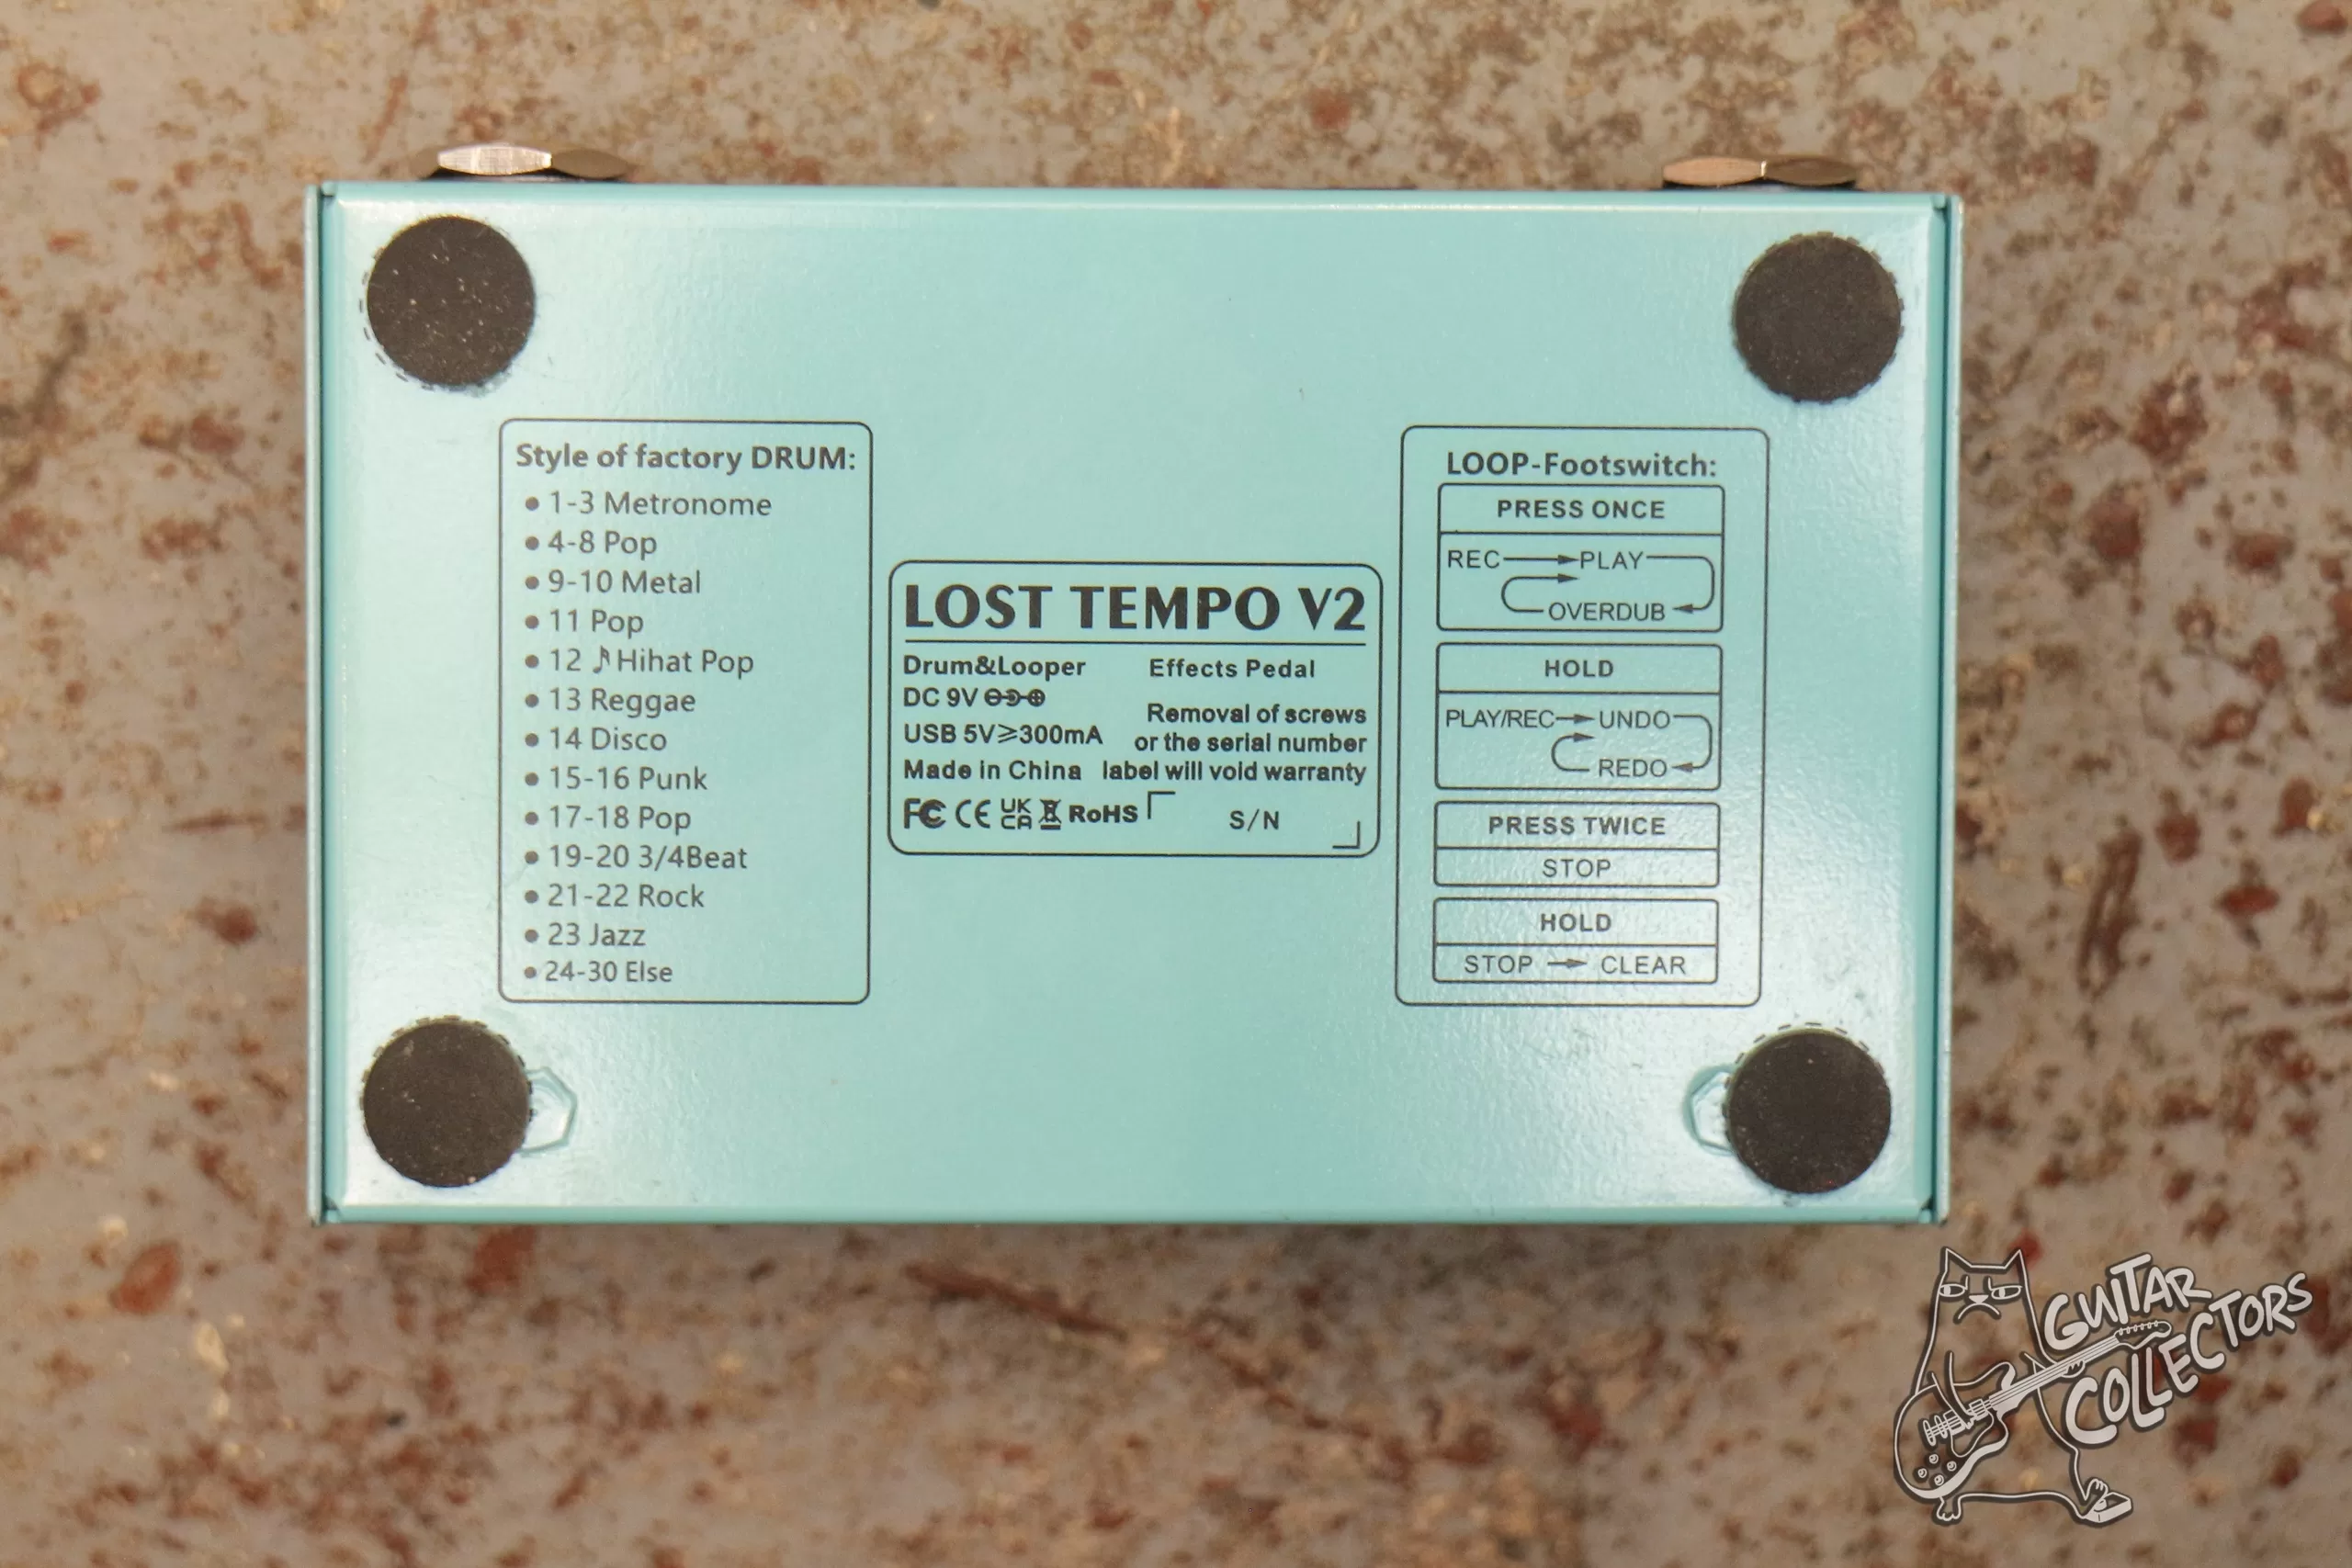 Style of factory DRUM:
• 1-3 Metronome
• 4-8 Pop
• 9-10 Metal
• 11 Pop
• 12 ♪Hihat Pop
• 13 Reggae
• 14 Disco
• 15-16 Punk
• 17-18 Pop
• 19-20 3/4Beat
• 21-22 Rock
• 23 Jazz
• 24-30 Else
LOST TEMPO V2
Drum&Looper
DC 9V
USB 5V⩾300mA
Made in China
Effects Pedal
Removal of screws
or the serial number
label will void warranty
FC CE UK CA RoHS
S/N
LOOP-Footswitch:
PRESS ONCE
REC → PLAY
OVERDUB
HOLD
PLAY/REC → UNDO
REDO
PRESS TWICE
STOP
HOLD
STOP → CLEAR
GUITAR
COLLECTORS